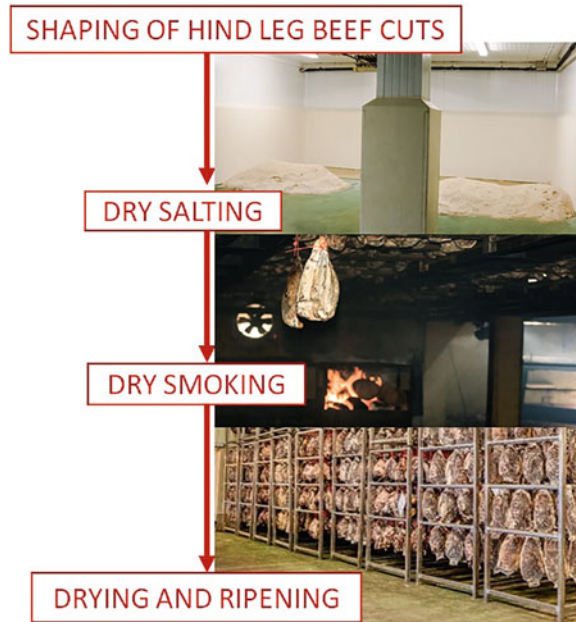 SHAPING OF HIND LEG BEEF CUTS
DRY SALTING
DRY SMOKING
DRYING AND RIPENING